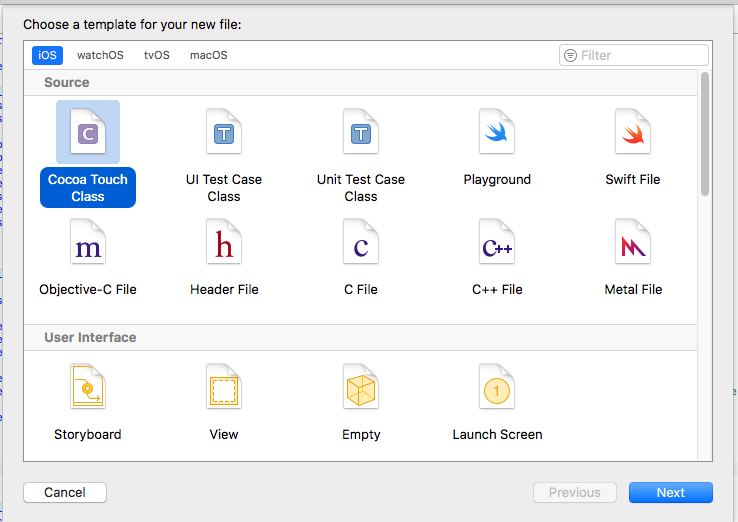 Choose a template for your new file:
iOS watchOS tvOS macOS Filter
Source
C T T
Cocoa Touch Class UI Test Case Class Unit Test Case Class Playground Swift File
m h c C++
Objective-C File Header File C File C++ File Metal File
User Interface
1
Storyboard View Empty Launch Screen
Cancel Previous Next